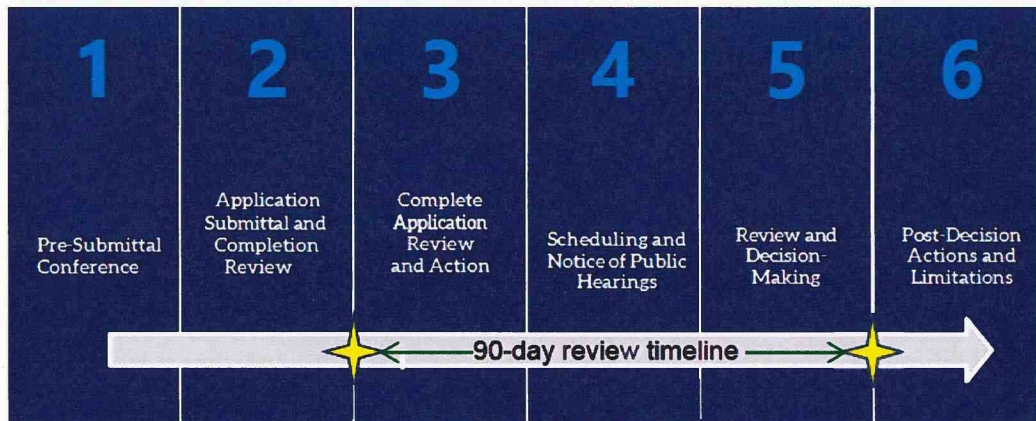 1
2
3
4
5
6
Pre-Submittal
Conference
Application
Submittal and
Completion
Review
Complete
Application
Review
and Action
Scheduling and
Notice of Public
Hearings
Review and
Decision-
Making
Post-Decision
Actions and
Limitations
90-day review timeline